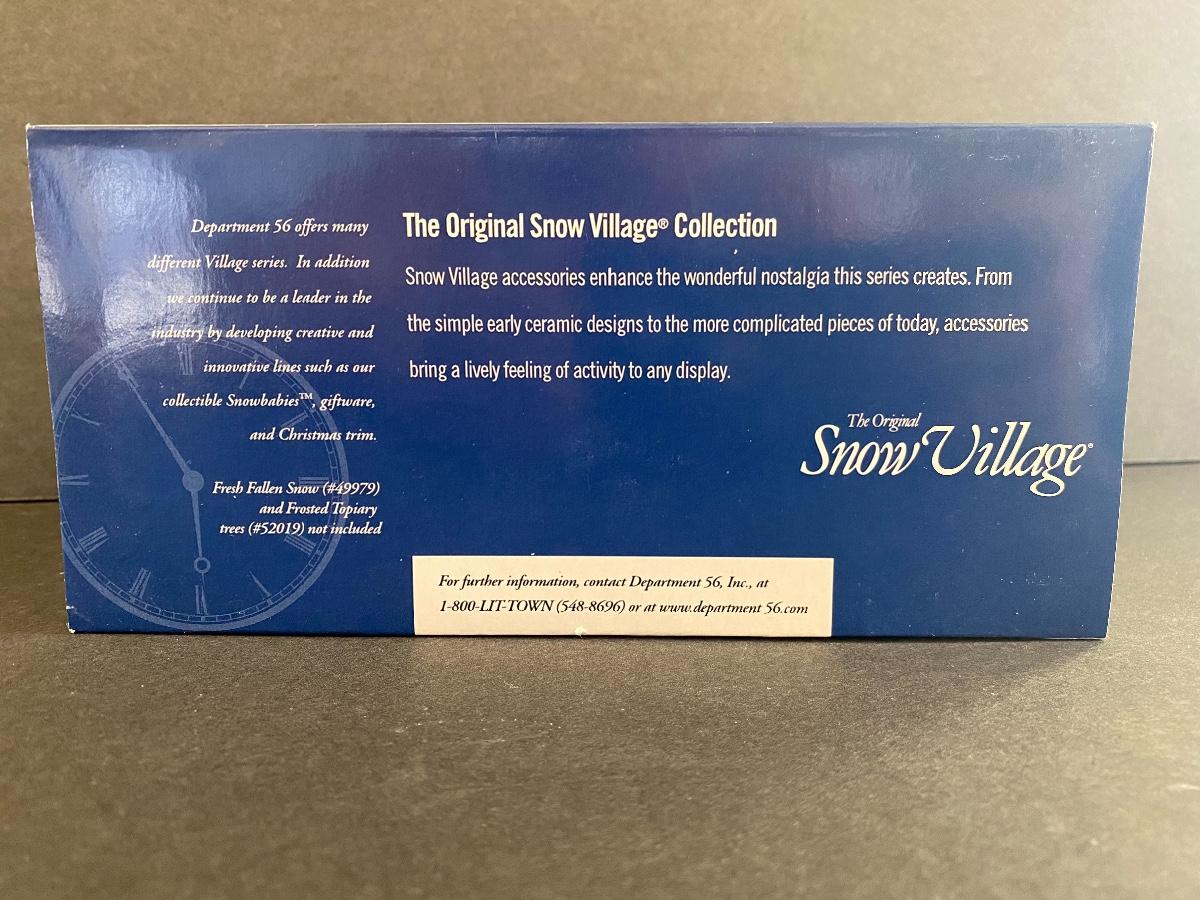 Department 56 offers many
different Village series. In addition
we continue to be a leader in the
industry by developing creative and
innovative lines such as our
collectible Snowbabies™, giftware,
and Christmas trim.
Fresh Fallen Snow (#49979)
and Frosted Topiary
trees (#52019) not included
The Original Snow Village® Collection
Snow Village accessories enhance the wonderful nostalgia this series creates. From
the simple early ceramic designs to the more complicated pieces of today, accessories
bring a lively feeling of activity to any display.
The Original
Snow Village®
For further information, contact Department 56, Inc., at
1-800-LIT-TOWN (548-8696) or at www.department 56.com